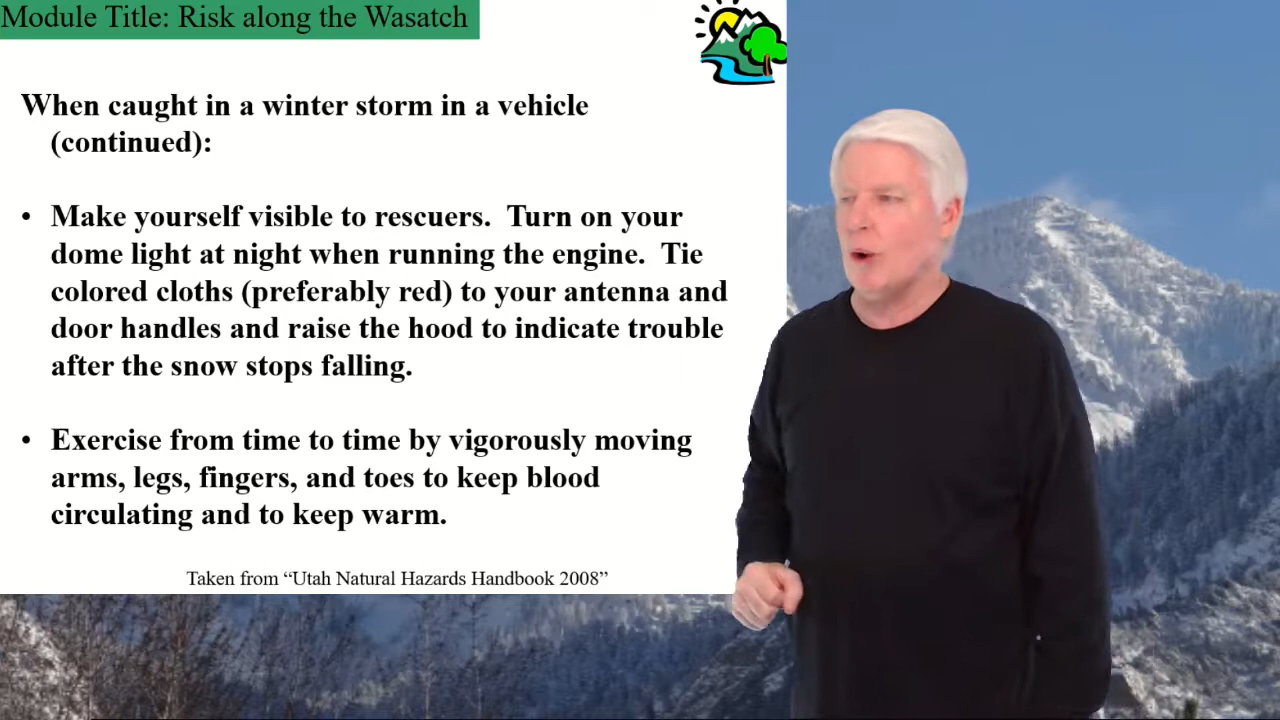 Module Title: Risk along the Wasatch
When caught in a winter storm in a vehicle
(continued):
• Make yourself visible to rescuers.  Turn on your
dome light at night when running the engine.  Tie
colored cloths (preferably red) to your antenna and
door handles and raise the hood to indicate trouble
after the snow stops falling.
• Exercise from time to time by vigorously moving
arms, legs, fingers, and toes to keep blood
circulating and to keep warm.
Taken from “Utah Natural Hazards Handbook 2008”